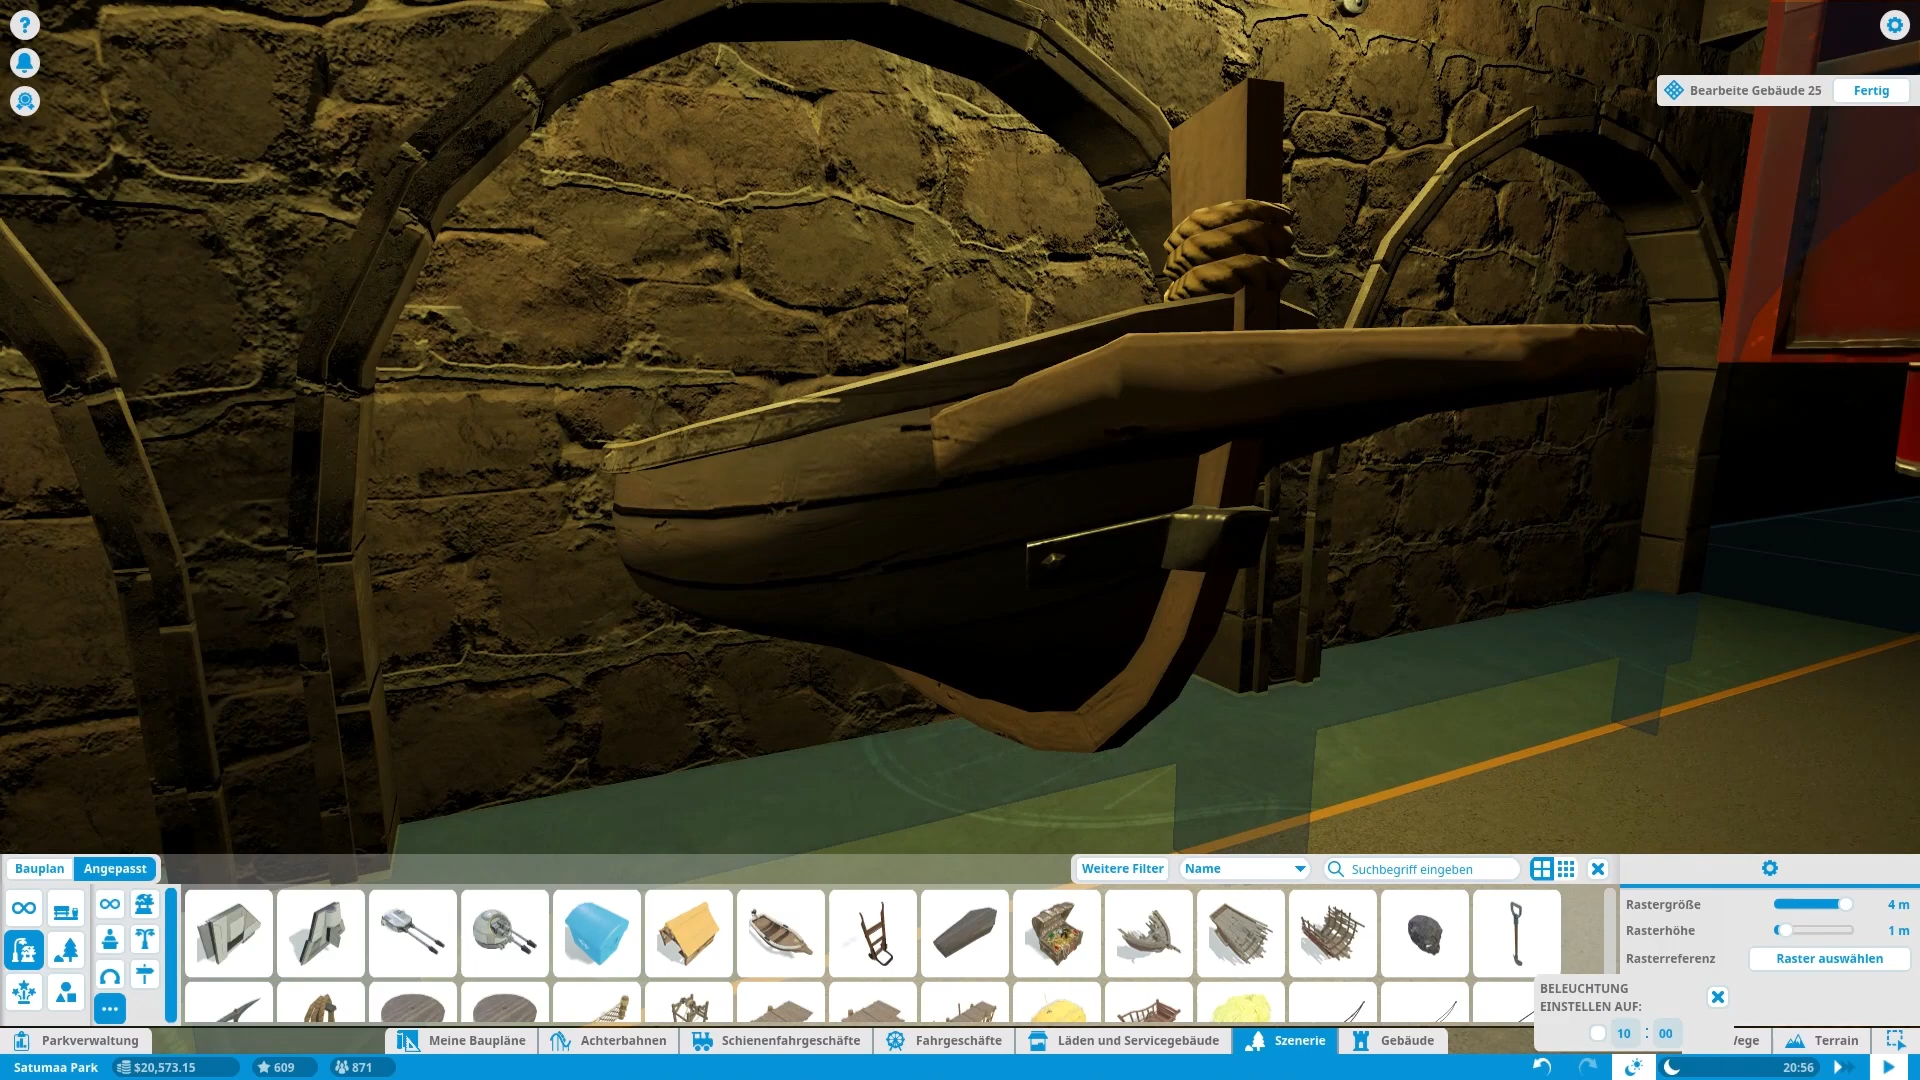 ?
Bearbeite Gebäude 25
Fertig
Bauplan
Angepasst
Weitere Filter
Name
Suchbegriff eingeben
Rastergröße
4 m
Rasterhöhe
1 m
Rasterreferenz
Raster auswählen
BELEUCHTUNG
EINSTELLEN AUF:
10 : 00
Parkverwaltung
Meine Baupläne
Achterbahnen
Schienenfahrgeschäfte
Fahrgeschäfte
Läden und Servicegebäude
Szenerie
Gebäude
Terrain
Satumaa Park
$20,573.15
609
871
20:56